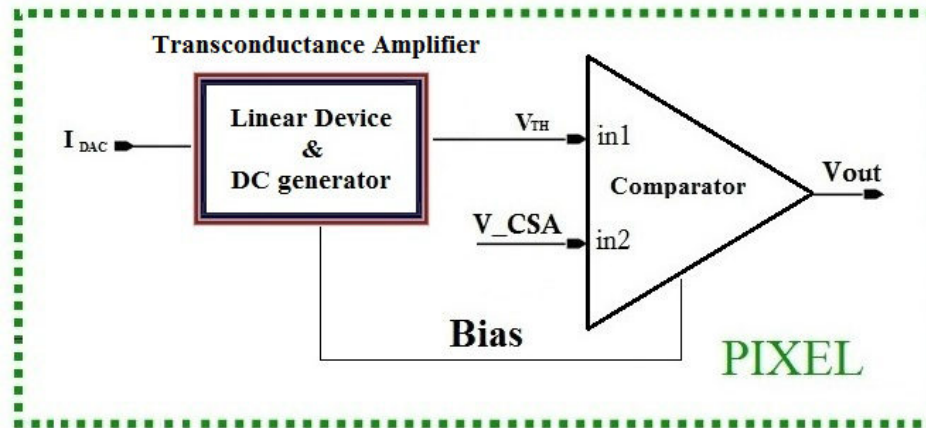 Transconductance Amplifier
Linear Device
&
DC generator
I DAC
VTH
in1
Comparator
Vout
V_CSA
in2
Bias
PIXEL